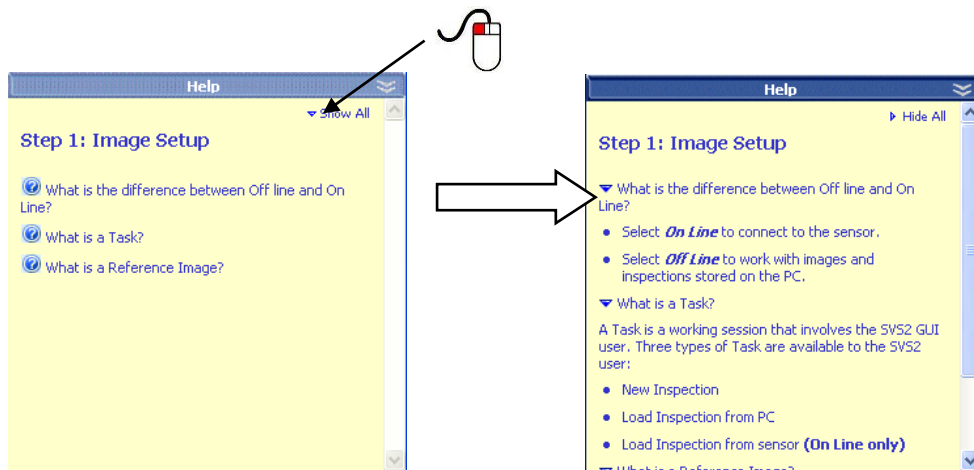 Help
Show All
Step 1: Image Setup
What is the difference between Off line and On
Line?
What is a Task?
What is a Reference Image?
Help
Hide All
Step 1: Image Setup
What is the difference between Off Line and On
Line?
• Select On Line to connect to the sensor.
• Select Off Line to work with images and
inspections stored on the PC.
What is a Task?
A Task is a working session that involves the SVS2 GUI
user. Three types of Task are available to the SVS2
user:
• New Inspection
• Load Inspection from PC
• Load Inspection from sensor (On Line only)
What is a Reference Image?